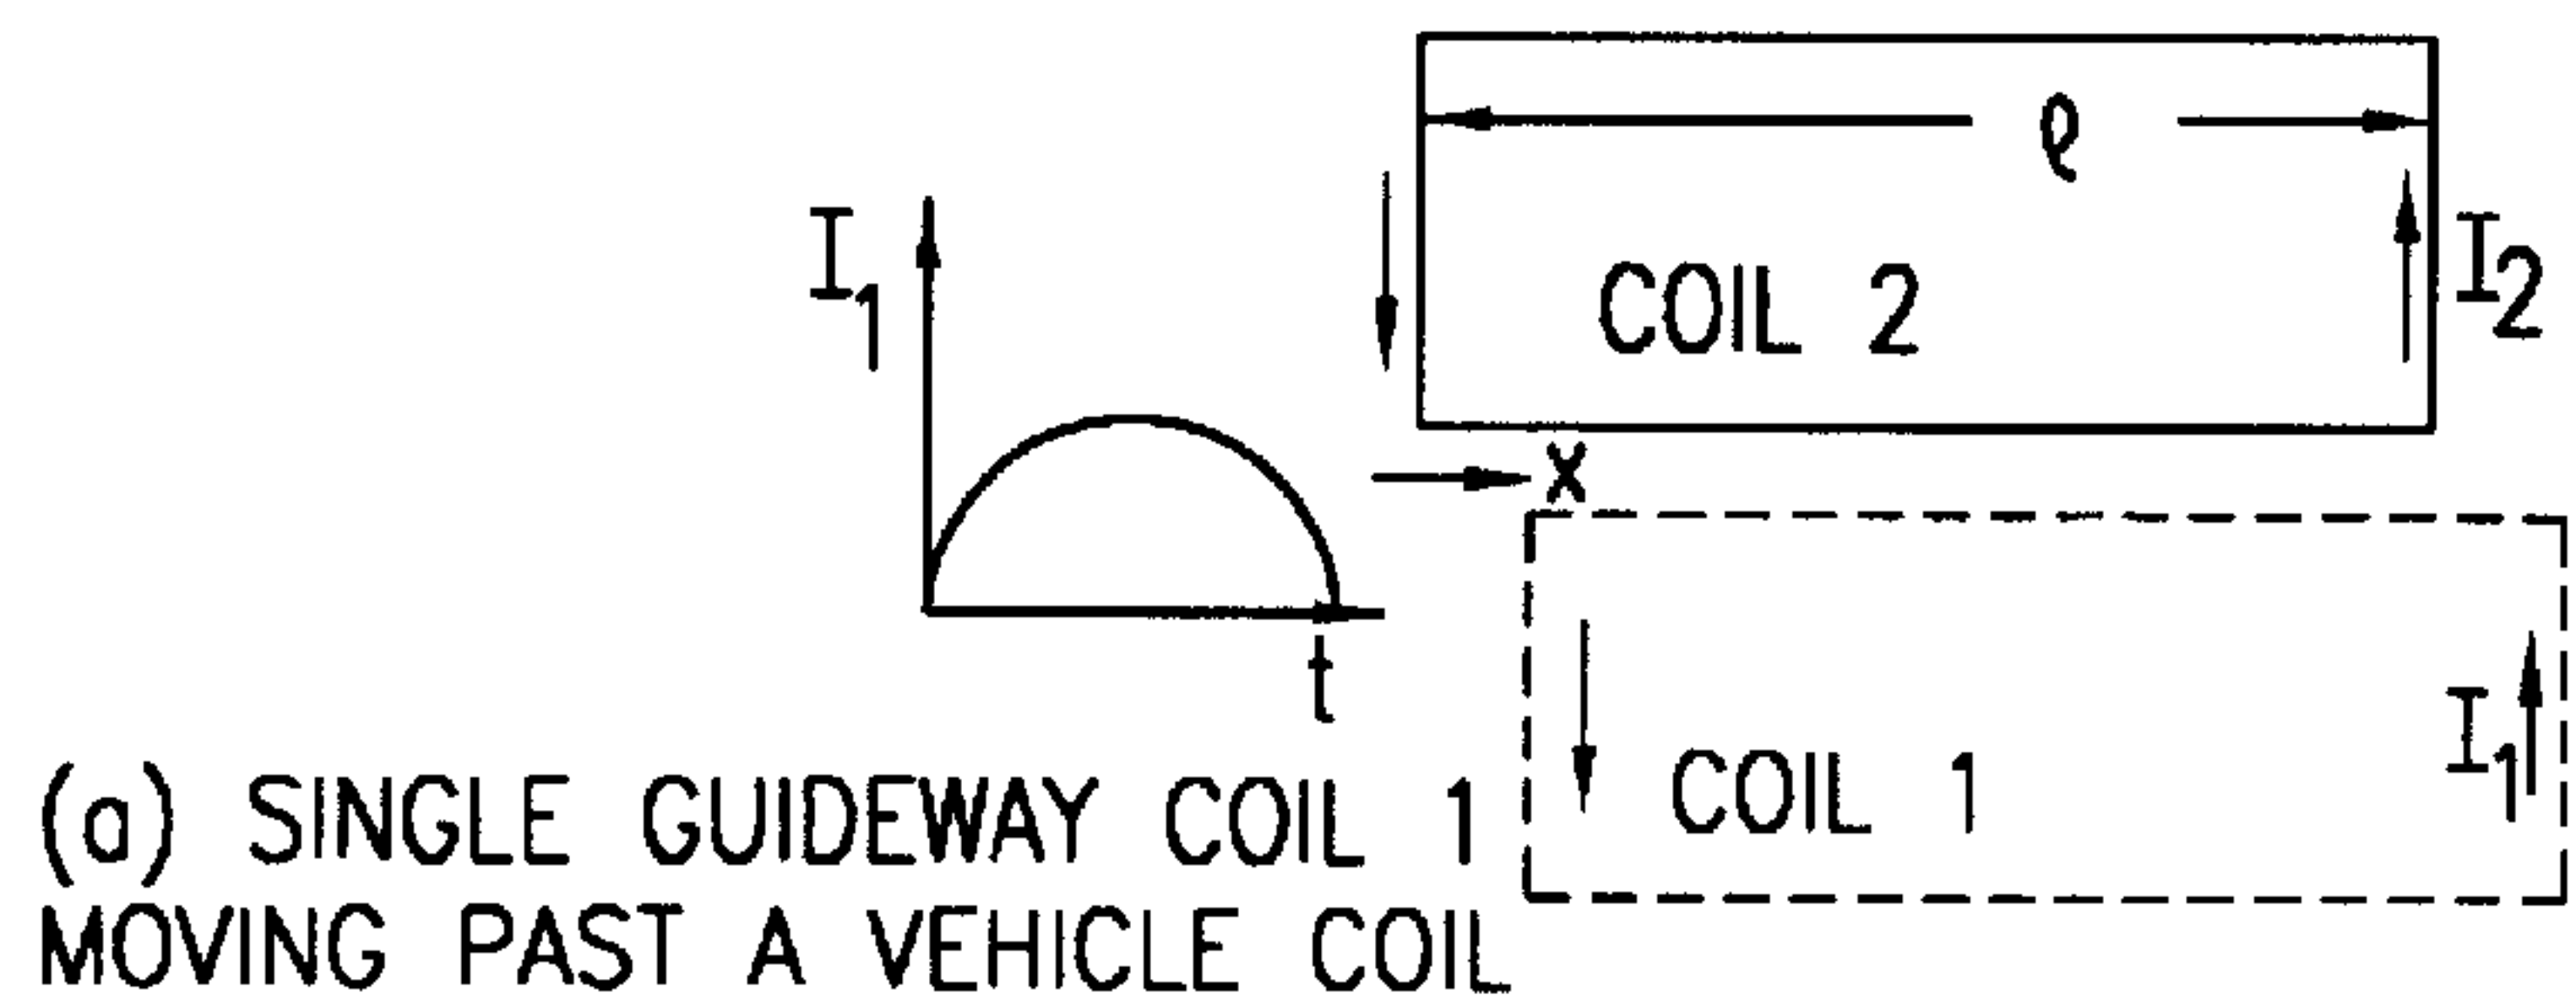 ℓ
I₁
I₂
COIL 2
x
t
COIL 1
I₁
(a) SINGLE GUIDEWAY COIL 1
MOVING PAST A VEHICLE COIL